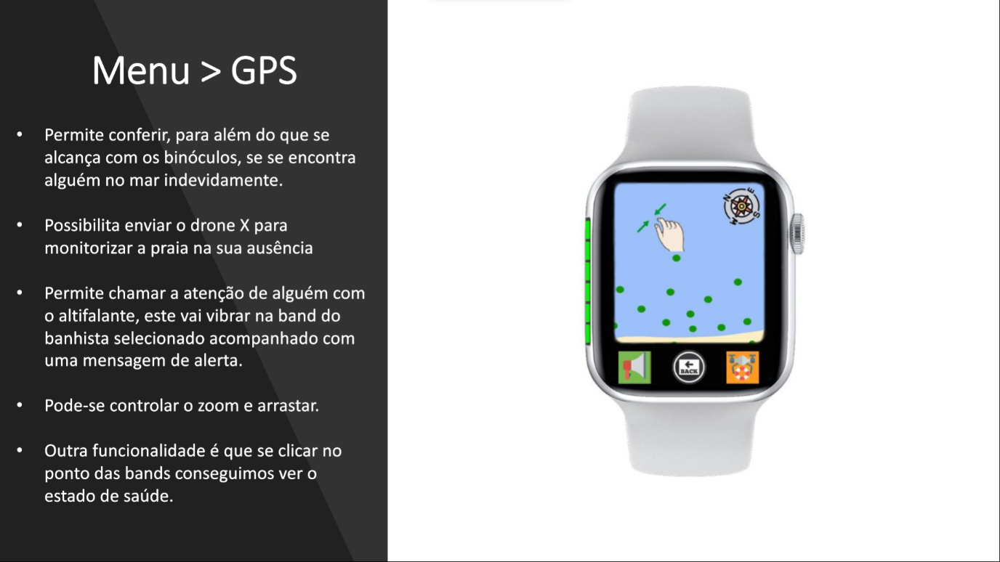 Menu > GPS
• Permite conferir, para além do que se
alcança com os binóculos, se se encontra
alguém no mar indevidamente.
• Possibilita enviar o drone X para
monitorizar a praia na sua ausência
• Permite chamar a atenção de alguém com
o altifalante, este vai vibrar na band do
banhista selecionado acompanhado com
uma mensagem de alerta.
• Pode-se controlar o zoom e arrastar.
• Outra funcionalidade é que se clicar no
ponto das bands conseguimos ver o
estado de saúde.
N
E
S
W
BACK